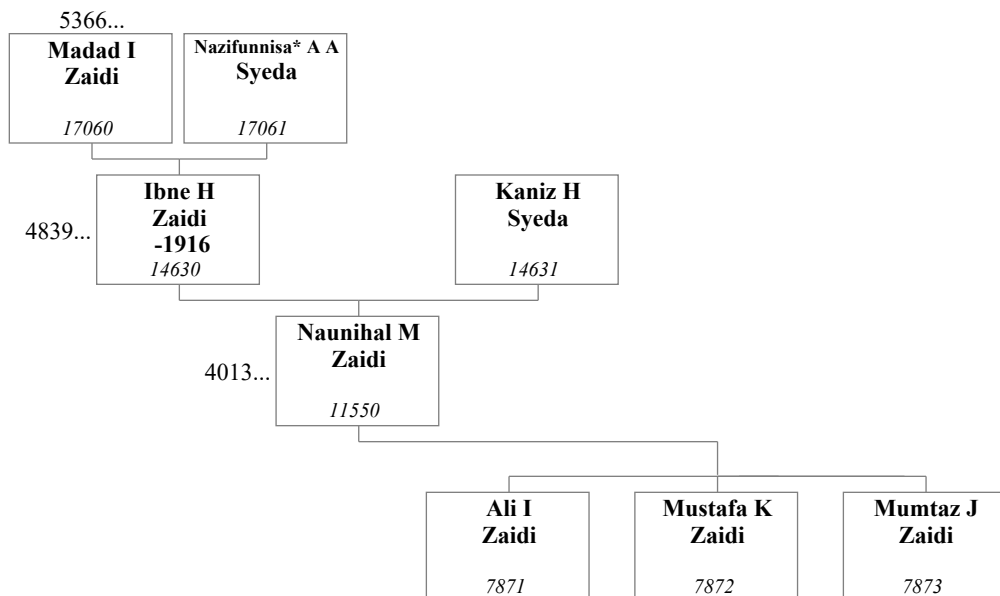 5366...
Madad I
Zaidi
17060
Nazifunnisa* A A
Syeda
17061
4839...
Ibne H
Zaidi
-1916
14630
Kaniz H
Syeda
14631
4013...
Naunihal M
Zaidi
11550
Ali I
Zaidi
7871
Mustafa K
Zaidi
7872
Mumtaz J
Zaidi
7873